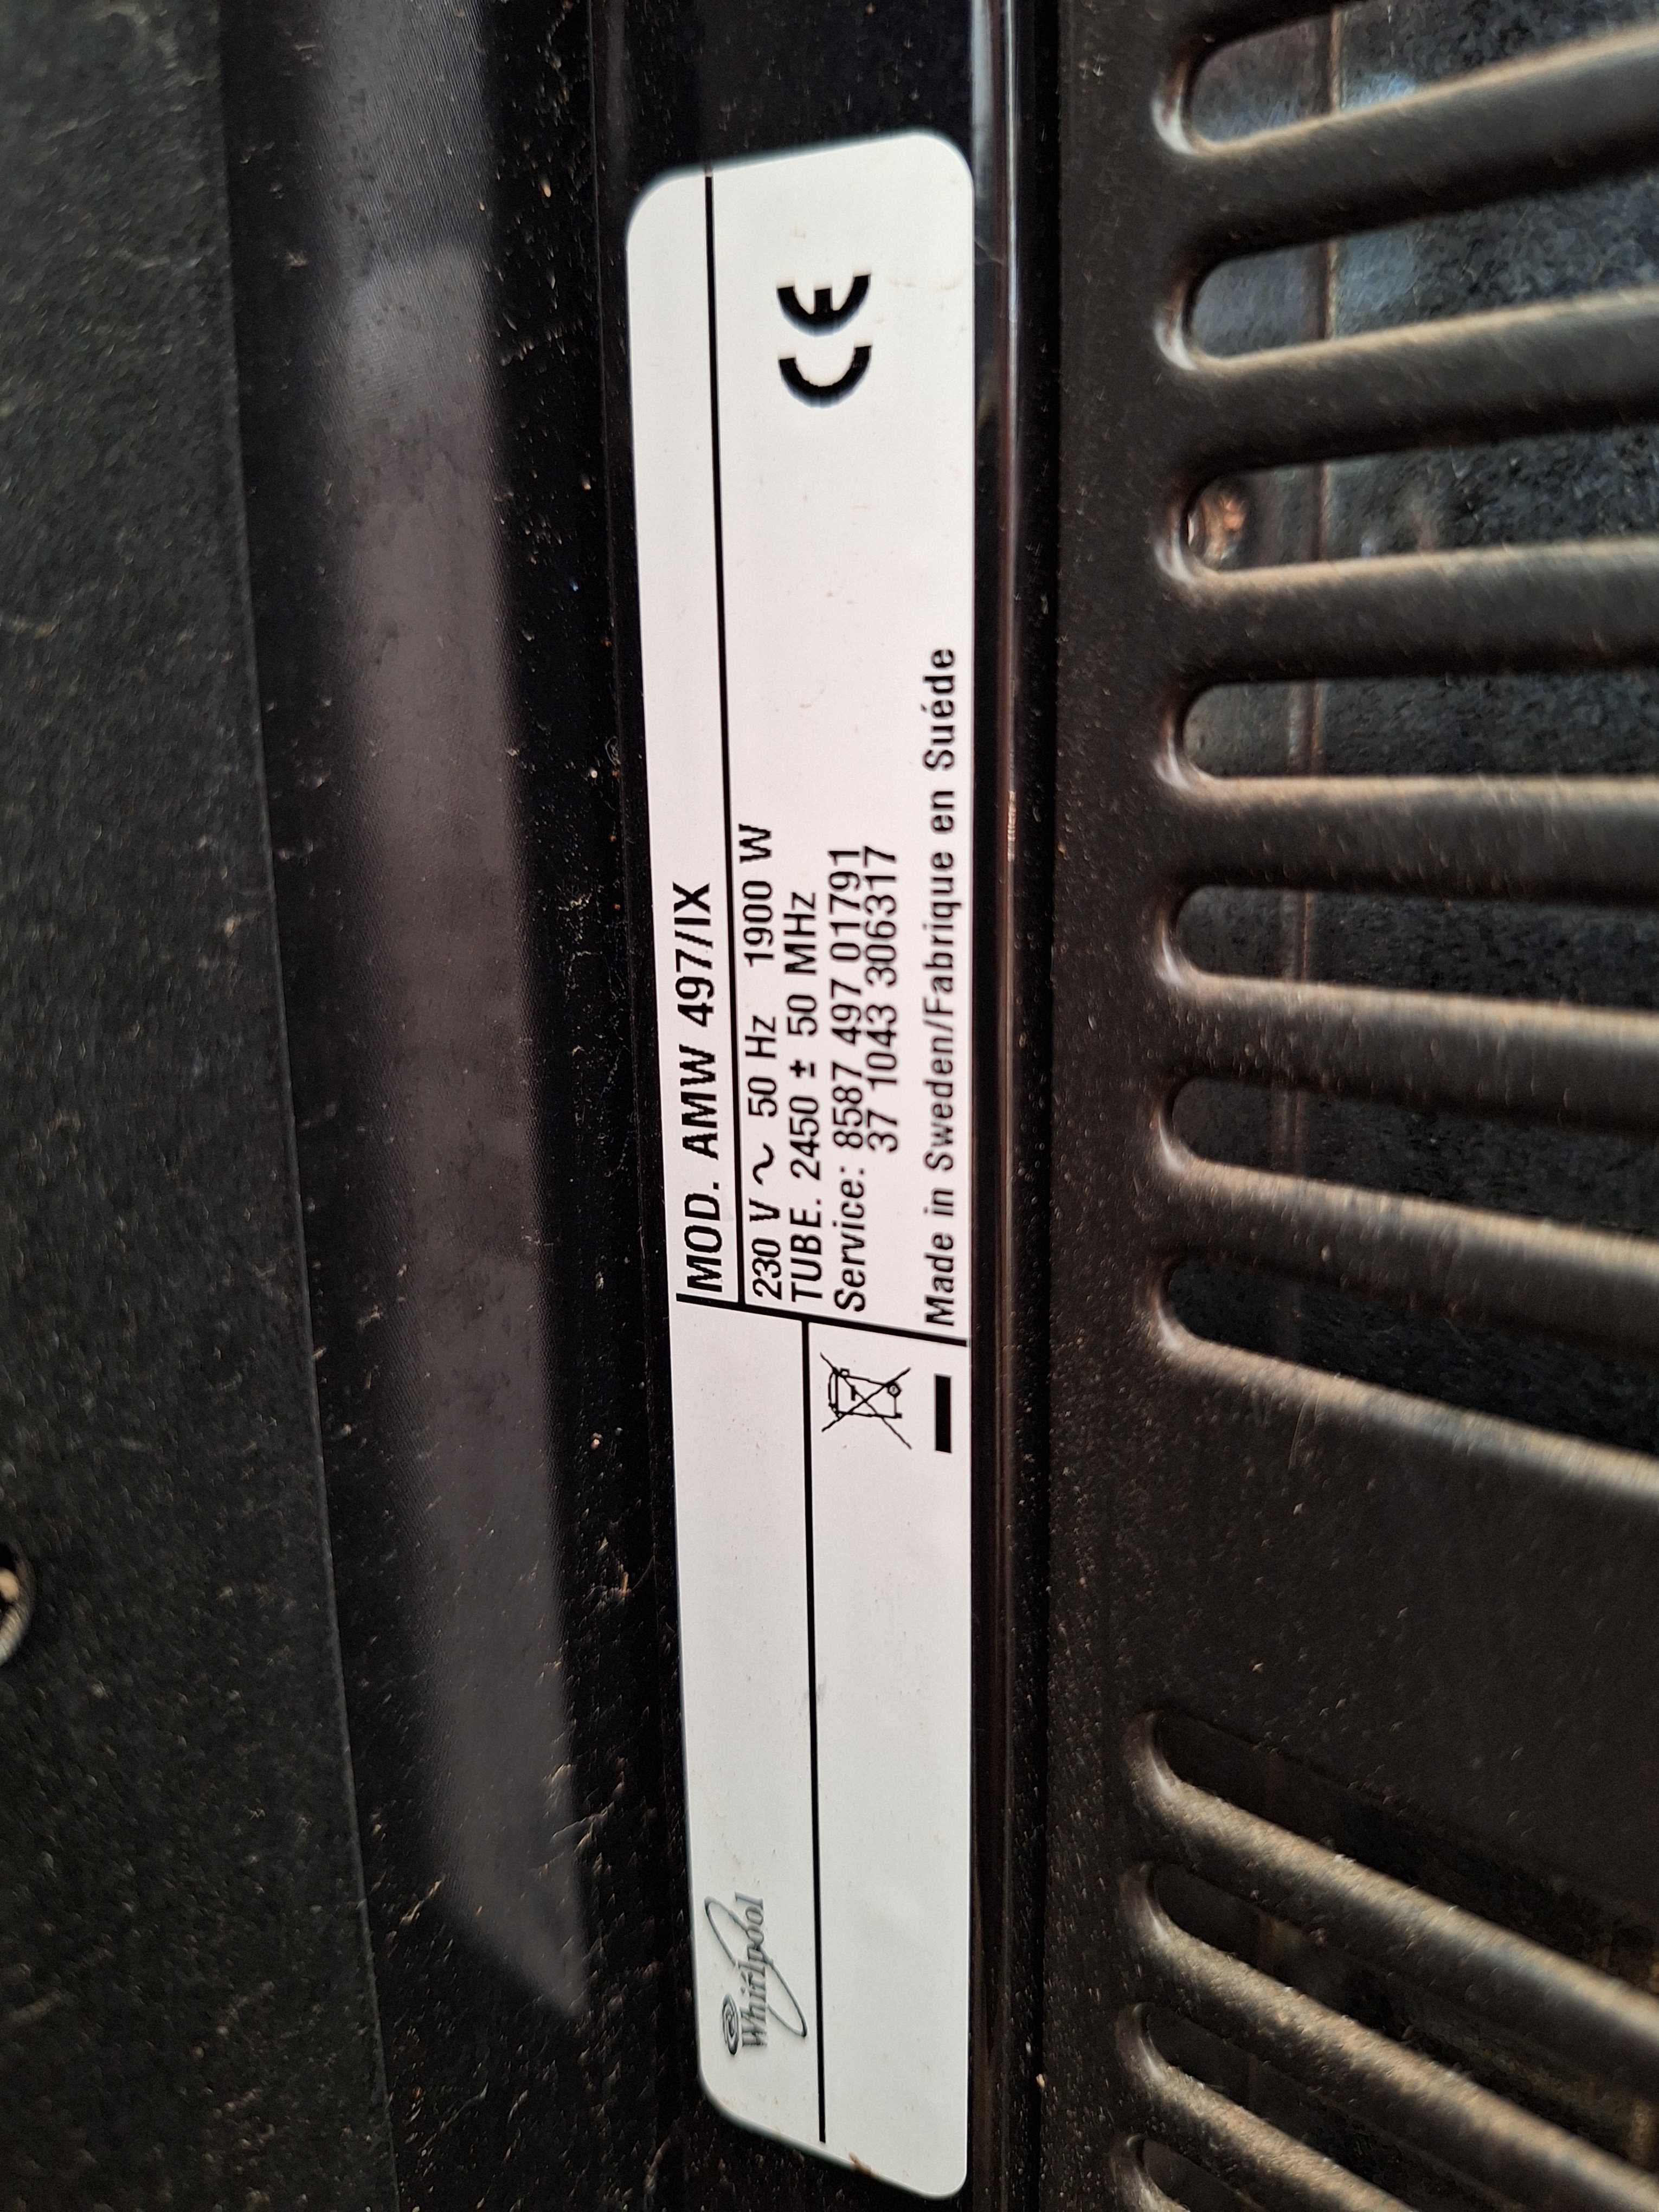 Whirlpool
MOD. AMW 497/IX
230 V ~ 50 Hz 1900 W
TUBE. 2450 ± 50 MHz
Service: 8587 497 01791
37 1043 3063317
Made in Sweden/Fabrique en Suéde
CE